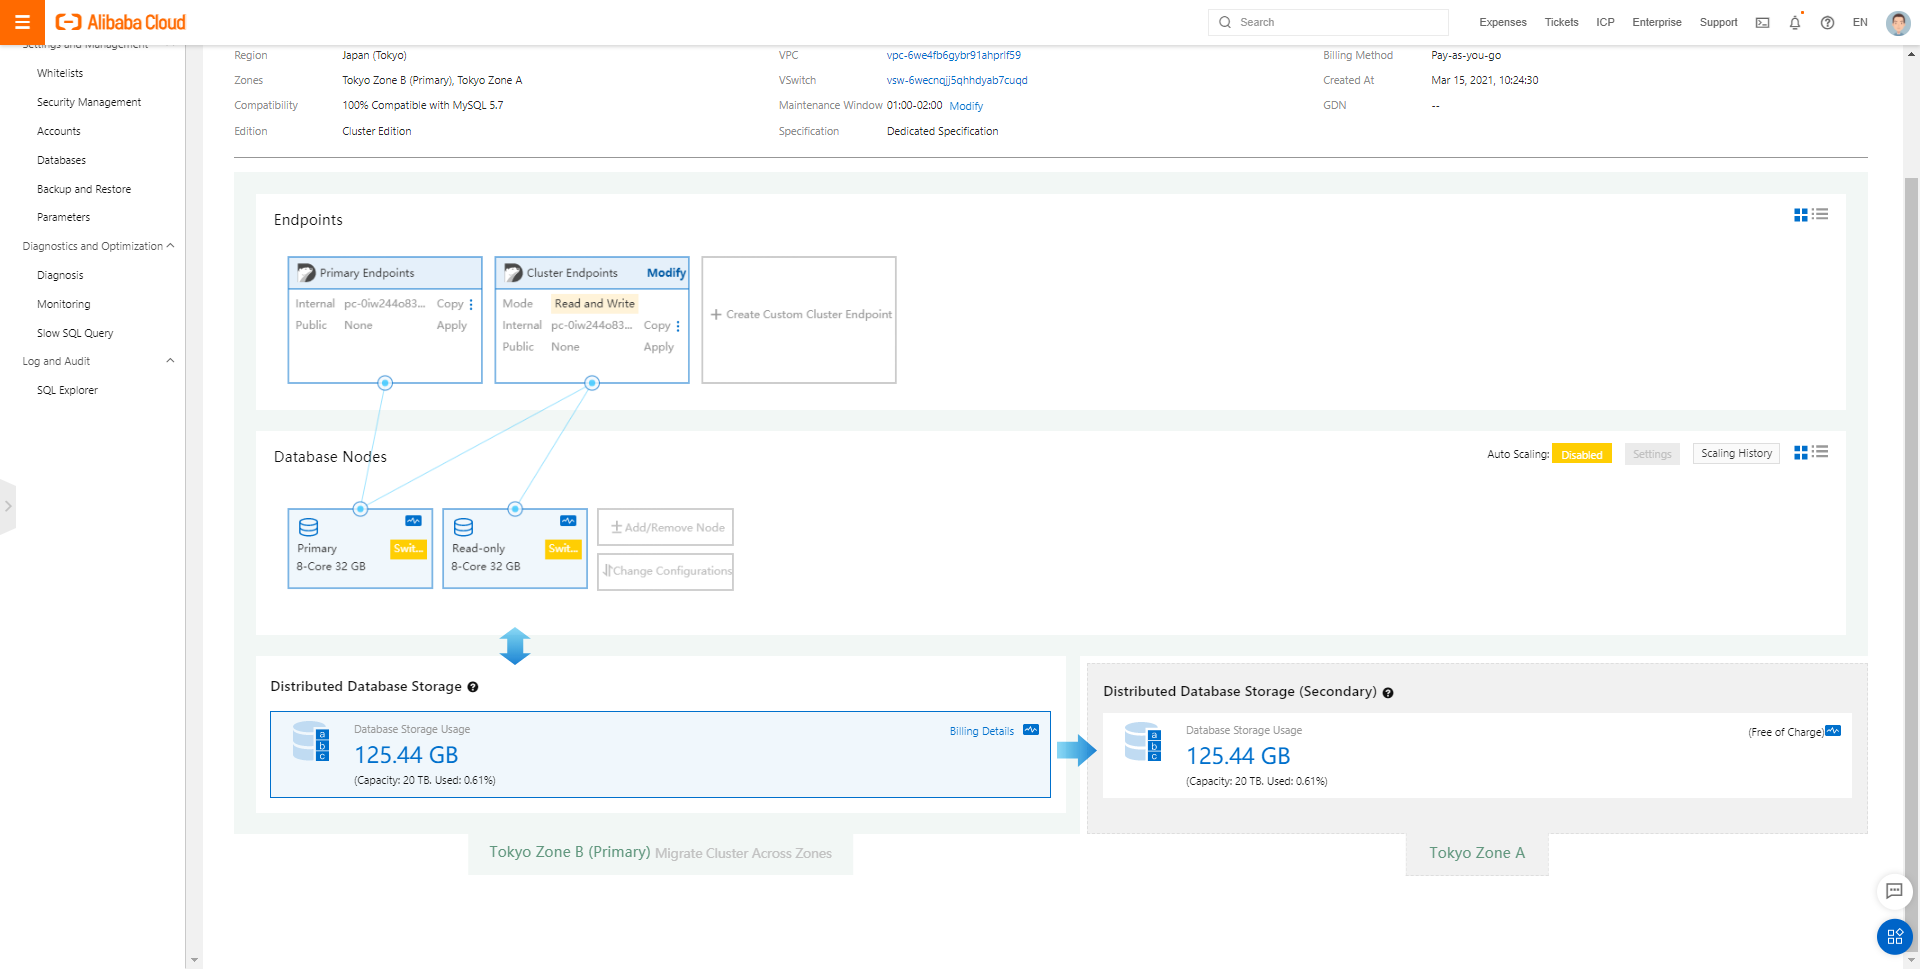 Alibaba Cloud
Search
Expenses
Tickets
ICP
Enterprise
Support
EN
Settings and Management
Whitelists
Security Management
Accounts
Databases
Backup and Restore
Parameters
Diagnostics and Optimization
Diagnosis
Monitoring
Slow SQL Query
Log and Audit
SQL Explorer
Region Japan (Tokyo)
VPC vpc-6we4fb6gybr91ahprlf59
Billing Method Pay-as-you-go
Zones Tokyo Zone B (Primary), Tokyo Zone A
VSwitch vsw-6wecnqjj5qhhdyab7cuqd
Created At Mar 15, 2021, 10:24:30
Compatibility 100% Compatible with MySQL 5.7
Maintenance Window 01:00-02:00 Modify
GDN --
Edition Cluster Edition
Specification Dedicated Specification
Endpoints
Primary Endpoints
Internal pc-0iw244o83... Copy
Public None Apply
Cluster Endpoints Modify
Mode Read and Write
Internal pc-0iw244o83... Copy
Public None Apply
Create Custom Cluster Endpoint
Database Nodes
Auto Scaling: Disabled Settings Scaling History
Primary Swit...
8-Core 32 GB
Read-only Swit...
8-Core 32 GB
Add/Remove Node
Change Configurations
Distributed Database Storage
Database Storage Usage
Billing Details
125.44 GB
(Capacity: 20 TB. Used: 0.61%)
a
b
c
Distributed Database Storage (Secondary)
Database Storage Usage
(Free of Charge)
125.44 GB
(Capacity: 20 TB. Used: 0.61%)
a
b
c
Tokyo Zone B (Primary) Migrate Cluster Across Zones
Tokyo Zone A